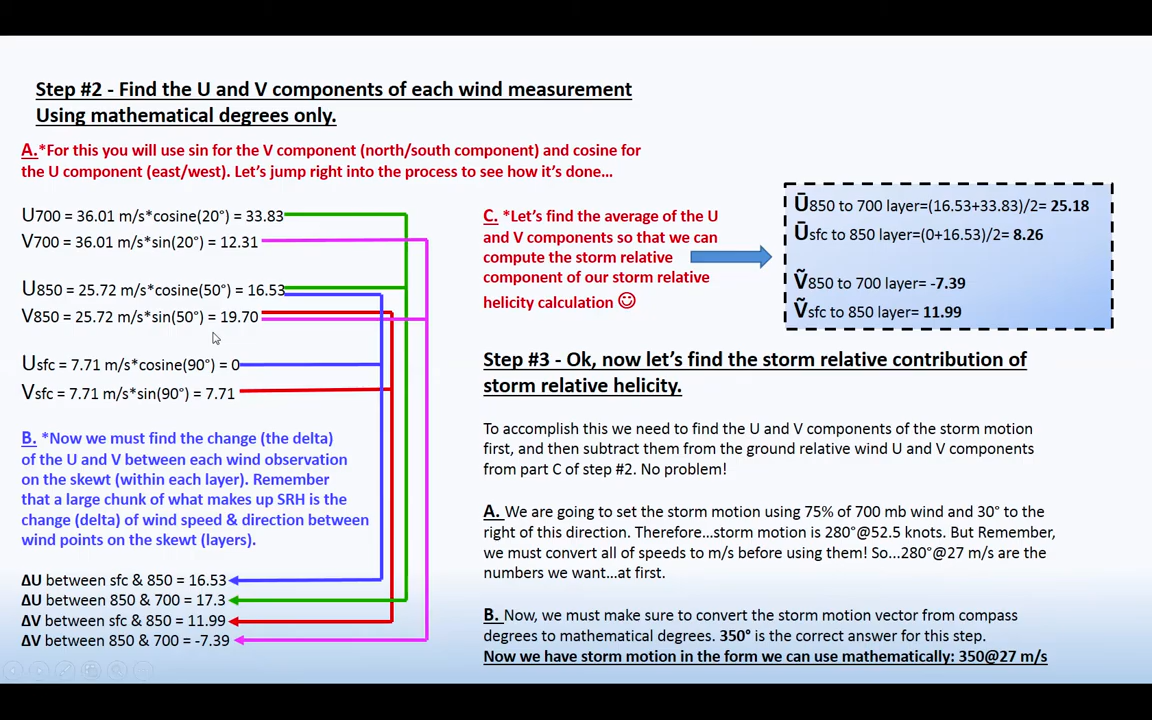 Step #2 - Find the U and V components of each wind measurement
Using mathematical degrees only.
A.*For this you will use sin for the V component (north/south component) and cosine for
the U component (east/west). Let's jump right into the process to see how it's done...
U700 = 36.01 m/s*cosine(20°) = 33.83
V700 = 36.01 m/s*sin(20°) = 12.31
U850 = 25.72 m/s*cosine(50°) = 16.53
V850 = 25.72 m/s*sin(50°) = 19.70
Usfc = 7.71 m/s*cosine(90°) = 0
Vsfc = 7.71 m/s*sin(90°) = 7.71
B. *Now we must find the change (the delta)
of the U and V between each wind observation
on the skewt (within each layer). Remember
that a large chunk of what makes up SRH is the
change (delta) of wind speed & direction between
wind points on the skewt (layers).
ΔU between sfc & 850 = 16.53
ΔU between 850 & 700 = 17.3
ΔV between sfc & 850 = 11.99
ΔV between 850 & 700 = -7.39
C. *Let's find the average of the U
and V components so that we can
compute the storm relative
component of our storm relative
helicity calculation ☺
Ū850 to 700 layer=(16.53+33.83)/2= 25.18
Ūsfc to 850 layer=(0+16.53)/2= 8.26
Ṽ850 to 700 layer= -7.39
Ṽsfc to 850 layer= 11.99
Step #3 - Ok, now let's find the storm relative contribution of
storm relative helicity.
To accomplish this we need to find the U and V components of the storm motion
first, and then subtract them from the ground relative wind U and V components
from part C of step #2. No problem!
A. We are going to set the storm motion using 75% of 700 mb wind and 30° to the
right of this direction. Therefore...storm motion is 280°@52.5 knots. But Remember,
we must convert all of speeds to m/s before using them! So...280°@27 m/s are the
numbers we want...at first.
B. Now, we must make sure to convert the storm motion vector from compass
degrees to mathematical degrees. 350° is the correct answer for this step.
Now we have storm motion in the form we can use mathematically: 350@27 m/s